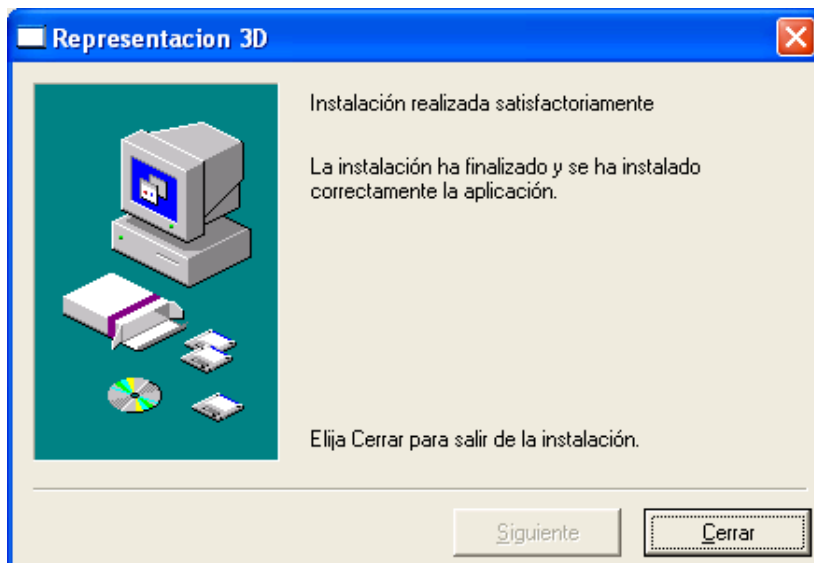 Representacion 3D
Instalación realizada satisfactoriamente
La instalación ha finalizado y se ha instalado
correctamente la aplicación.
Elija Cerrar para salir de la instalación.
Siguiente
Cerrar